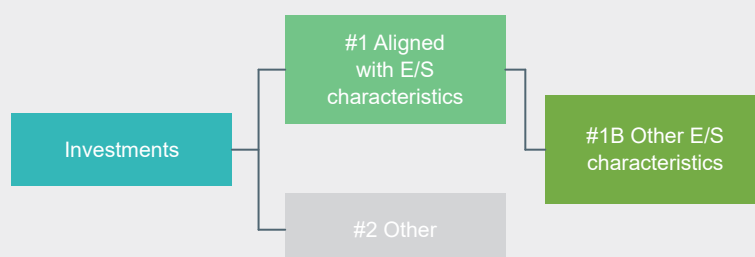 #1 Aligned
with E/S
characteristics
Investments
#1B Other E/S
characteristics
#2 Other